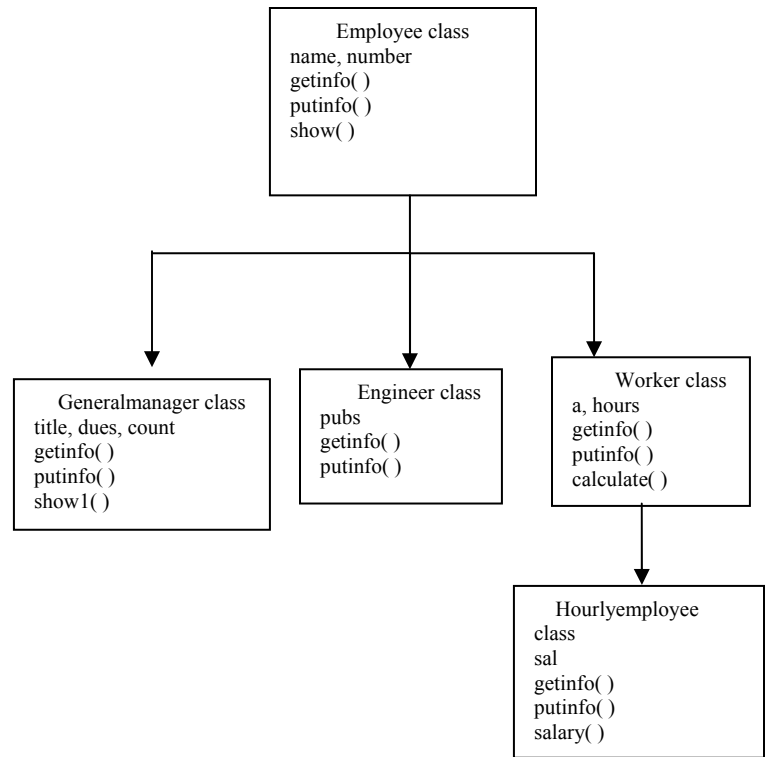 Employee class
name, number
getinfo( )
putinfo( )
show( )
Generalmanager class
title, dues, count
getinfo( )
putinfo( )
show1( )
Engineer class
pubs
getinfo( )
putinfo( )
Worker class
a, hours
getinfo( )
putinfo( )
calculate( )
Hourlyemployee
class
sal
getinfo( )
putinfo( )
salary( )